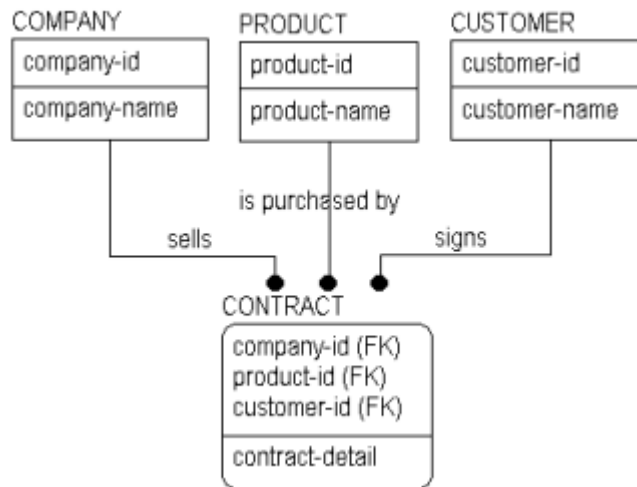 COMPANY
company-id
company-name
PRODUCT
product-id
product-name
CUSTOMER
customer-id
customer-name
is purchased by
sells
signs
CONTRACT
company-id (FK)
product-id (FK)
customer-id (FK)
contract-detail